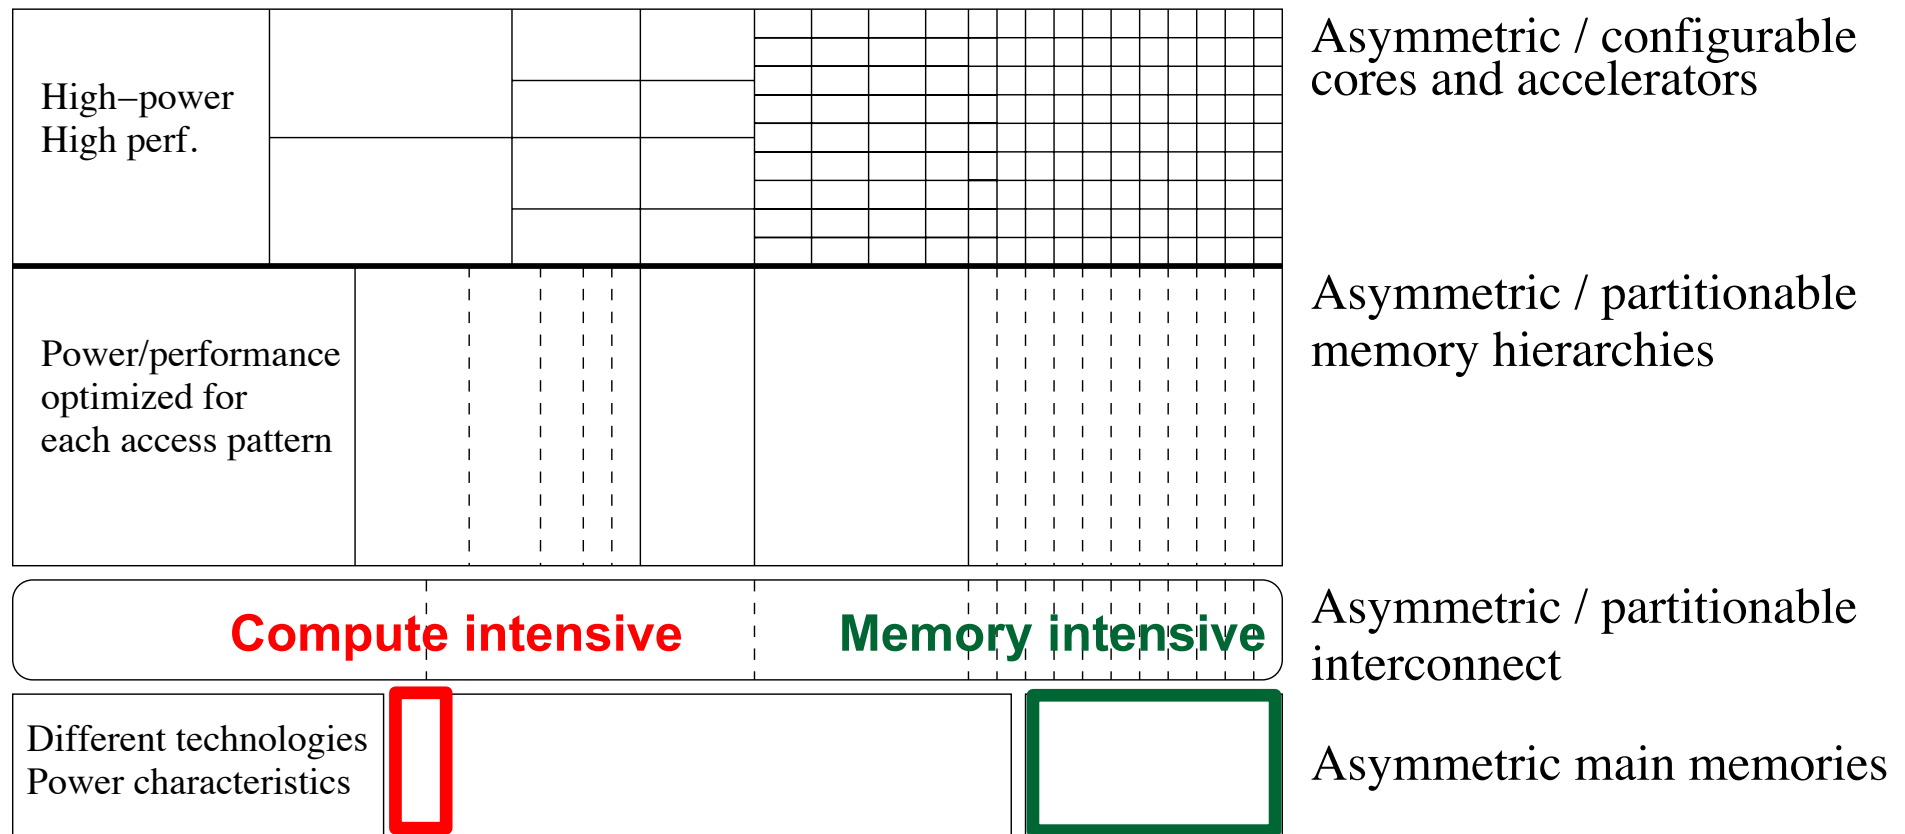 High−power
High perf.
Asymmetric / configurable
cores and accelerators
Power/performance
optimized for
each access pattern
Asymmetric / partitionable
memory hierarchies
Compute intensive
Memory intensive
Asymmetric / partitionable
interconnect
Different technologies
Power characteristics
Asymmetric main memories